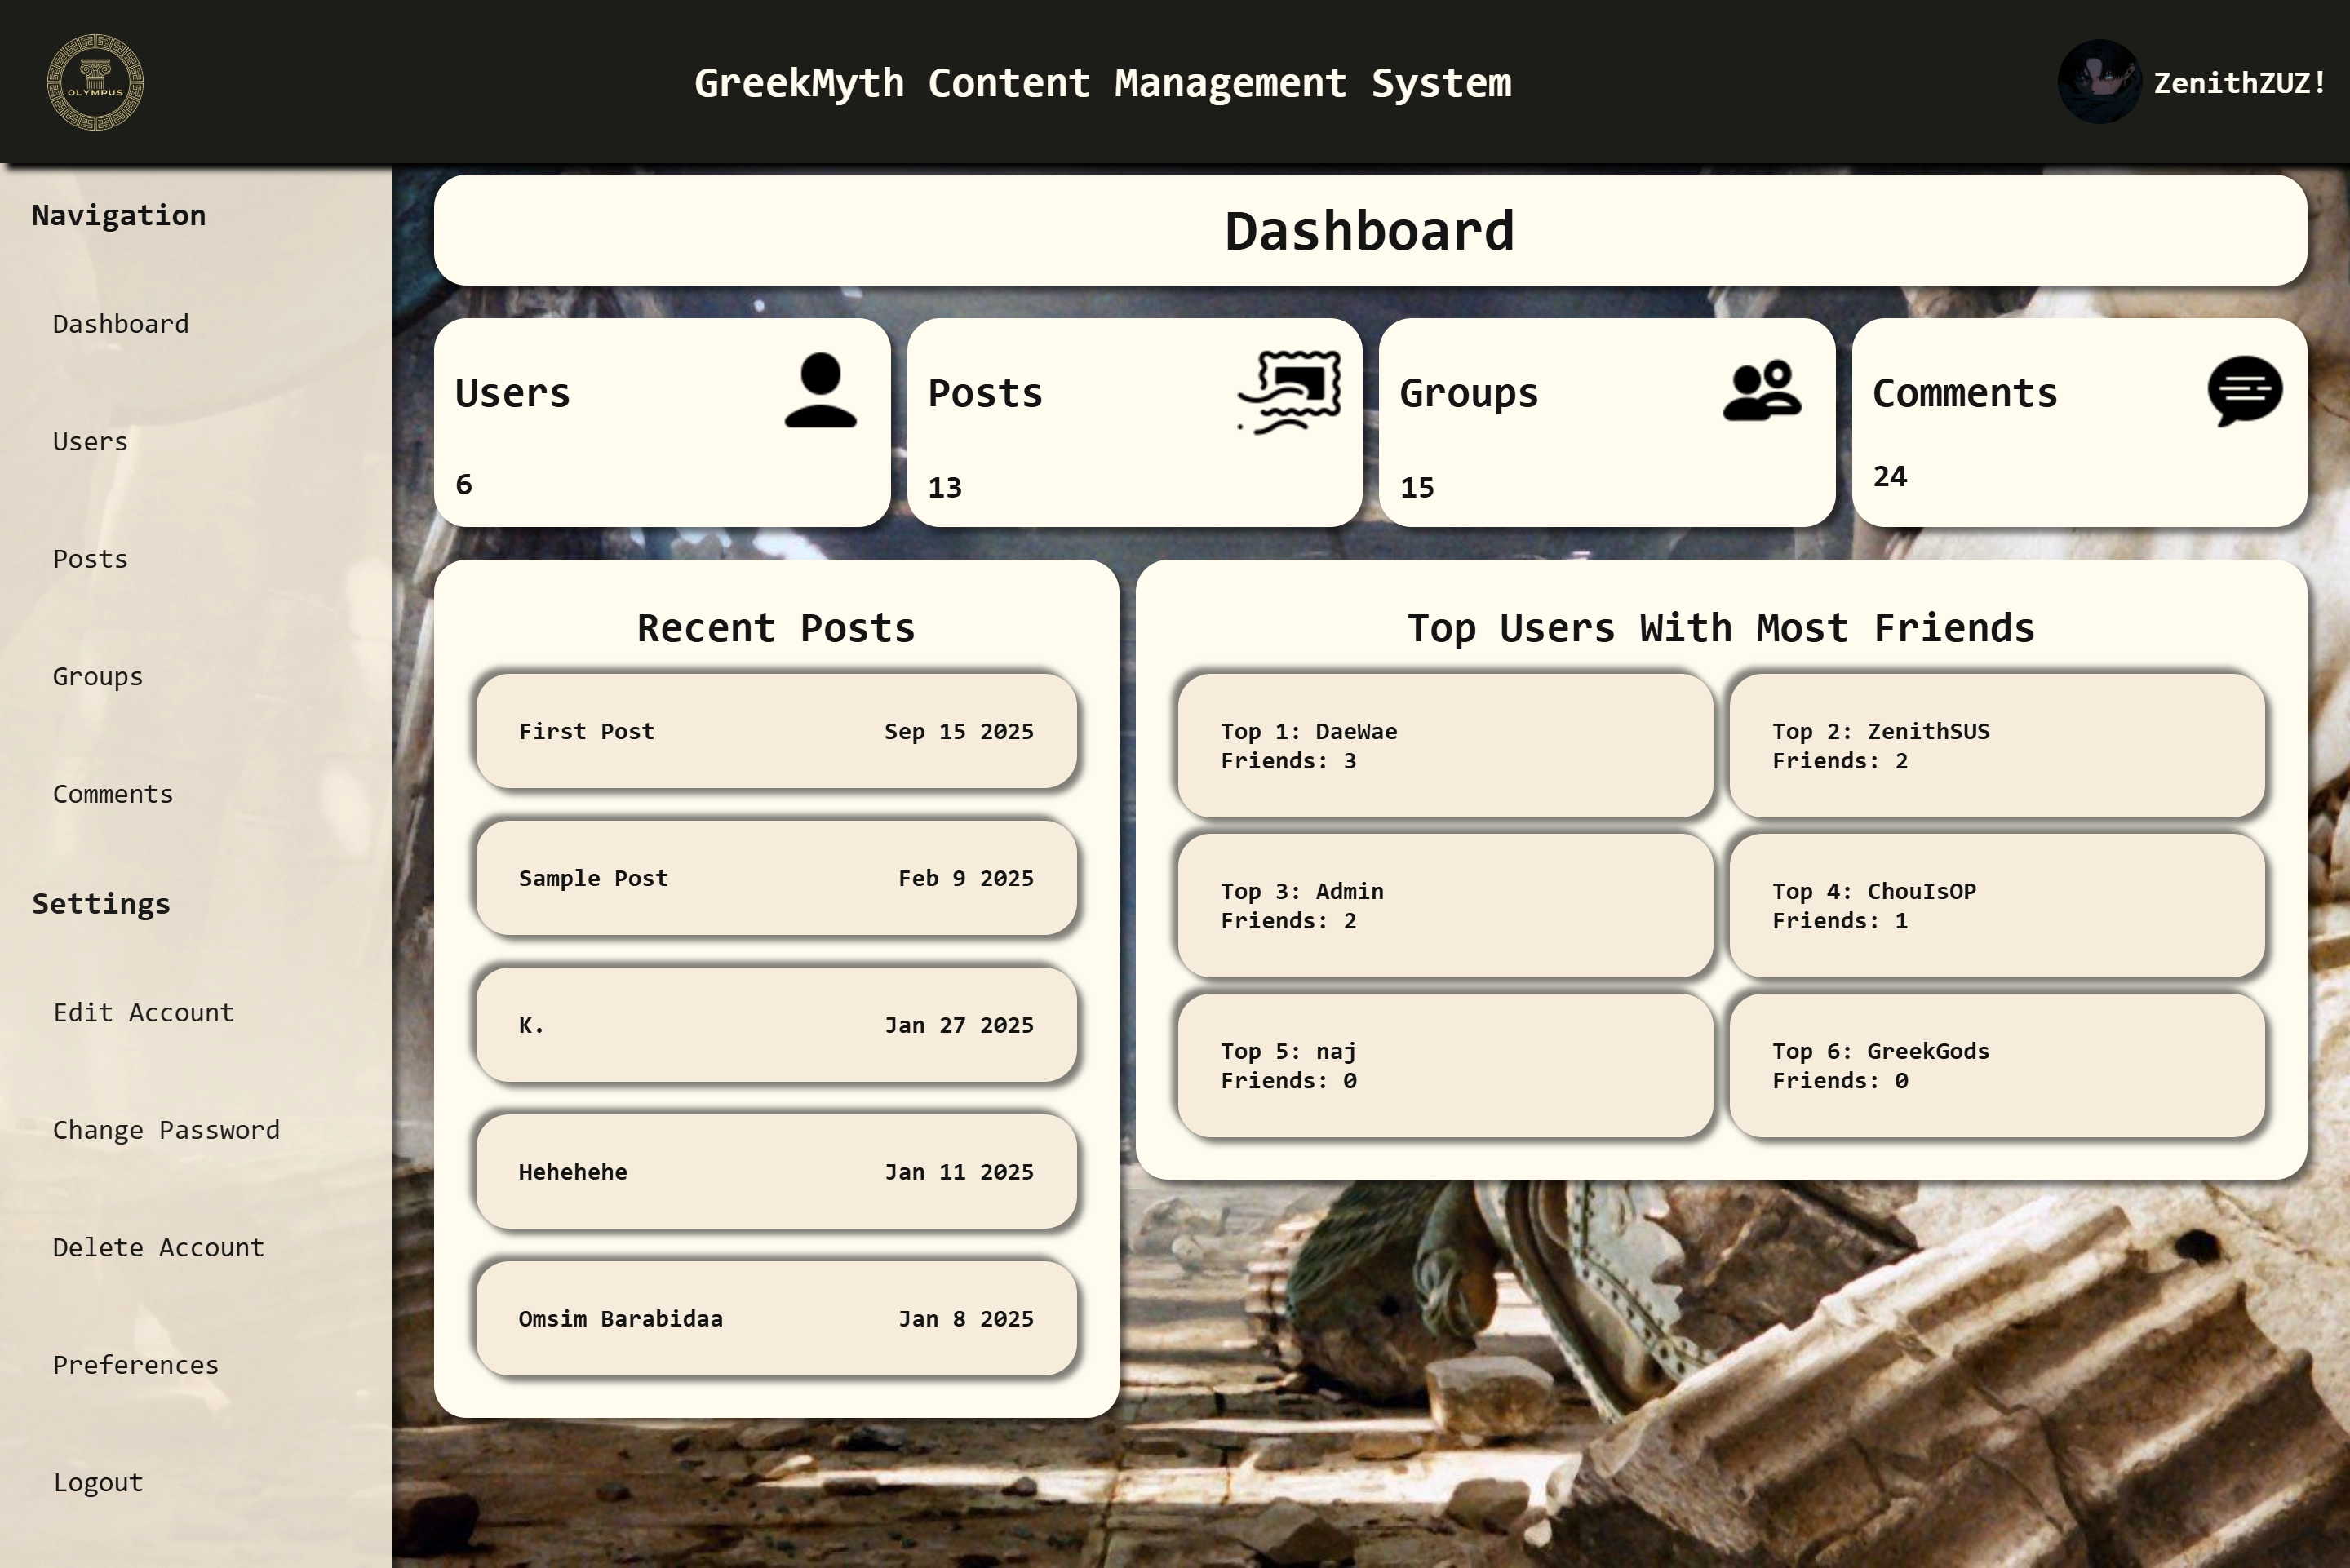 OLYMPUS
GreekMyth Content Management System
ZenithZUZ!
Navigation
Dashboard
Users
Posts
Groups
Comments
Settings
Edit Account
Change Password
Delete Account
Preferences
Logout
Dashboard
Users
6
Posts
13
Groups
15
Comments
24
Recent Posts
First Post Sep 15 2025
Sample Post Feb 9 2025
K. Jan 27 2025
Hehehehe Jan 11 2025
Omsim Barabidaa Jan 8 2025
Top Users With Most Friends
Top 1: DaeWae
Friends: 3
Top 2: ZenithSUS
Friends: 2
Top 3: Admin
Friends: 2
Top 4: ChouIsOP
Friends: 1
Top 5: naj
Friends: 0
Top 6: GreekGods
Friends: 0